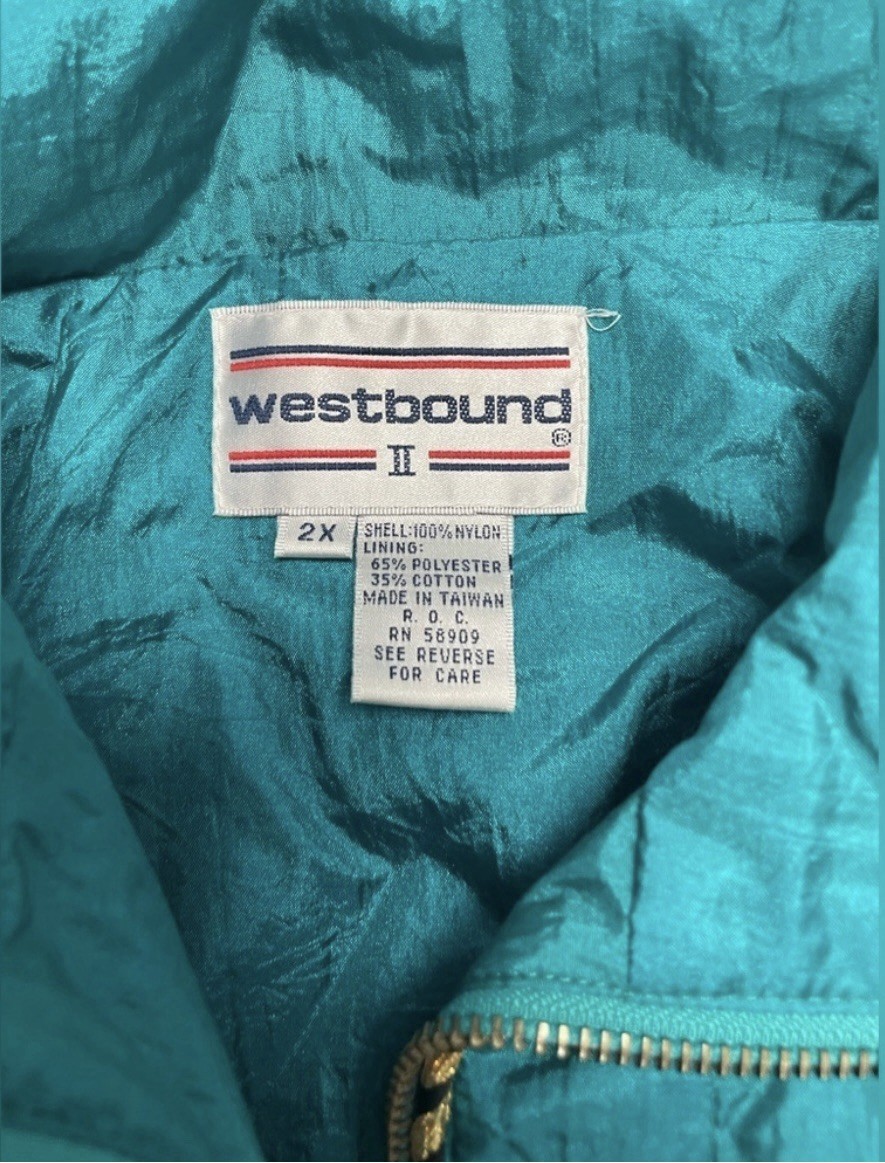 westbound
®
II
2X
SHELL:100% NYLON
LINING:
65% POLYESTER
35% COTTON
MADE IN TAIWAN
R. O. C.
RN 58909
SEE REVERSE
FOR CARE